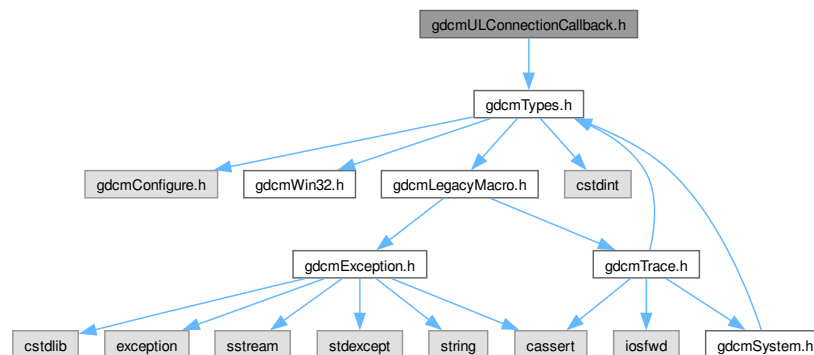 gdcmULConnectionCallback.h
gdcmTypes.h
gdcmConfigure.h
gdcmWin32.h
gdcmLegacyMacro.h
cstdint
gdcmException.h
gdcmTrace.h
cstdlib
exception
sstream
stdexcept
string
cassert
iosfwd
gdcmSystem.h